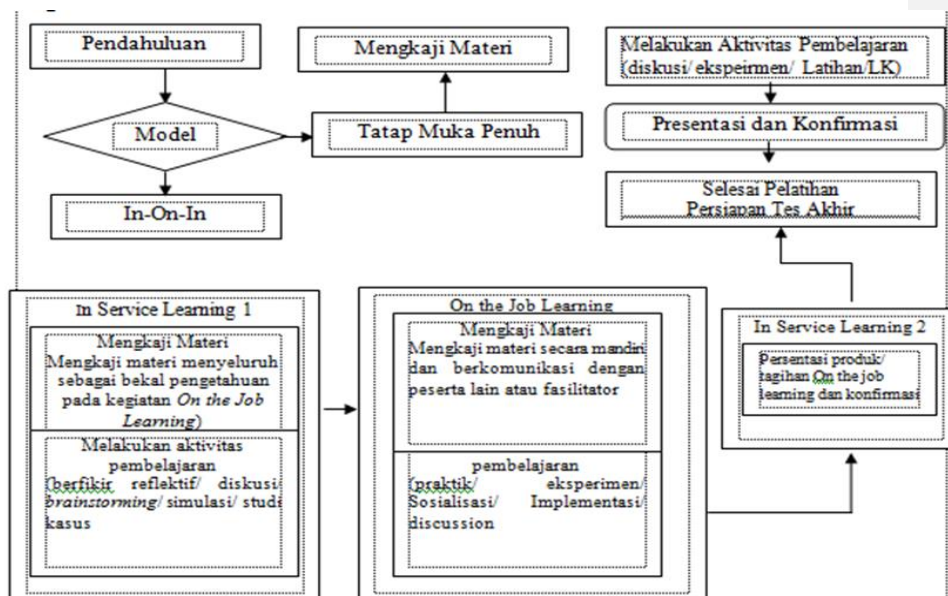 Pendahuluan
Model
In-On-In
Tatap Muka Penuh
Mengkaji Materi
Melakukan Aktivitas Pembelajaran
(diskusi/ ekspeirmen/ Latihan/LK)
Presentasi dan Konfirmasi
Selesai Pelatihan
Persiapan Tes Akhir
In Service Learning 1
Mengkaji Materi
Mengkaji materi menyeluruh
sebagai bekal pengetahuan
pada kegiatan On the Job
Learning)
Melakukan aktivitas
pembelajaran
(berfikir reflektif/ diskusi/
brainstorming/ simulasi/ studi
kasus
On the Job Learning
Mengkaji Materi
Mengkaji materi secara mandiri
dan berkomunikasi dengan
peserta lain atau fasilitator
pembelajaran
(praktik/ eksperimen/
Sosialisasi/ Implementasi/
discussion
In Service Learning 2
Persentasi produk/
tagihan On the job
learning dan konfirmasi